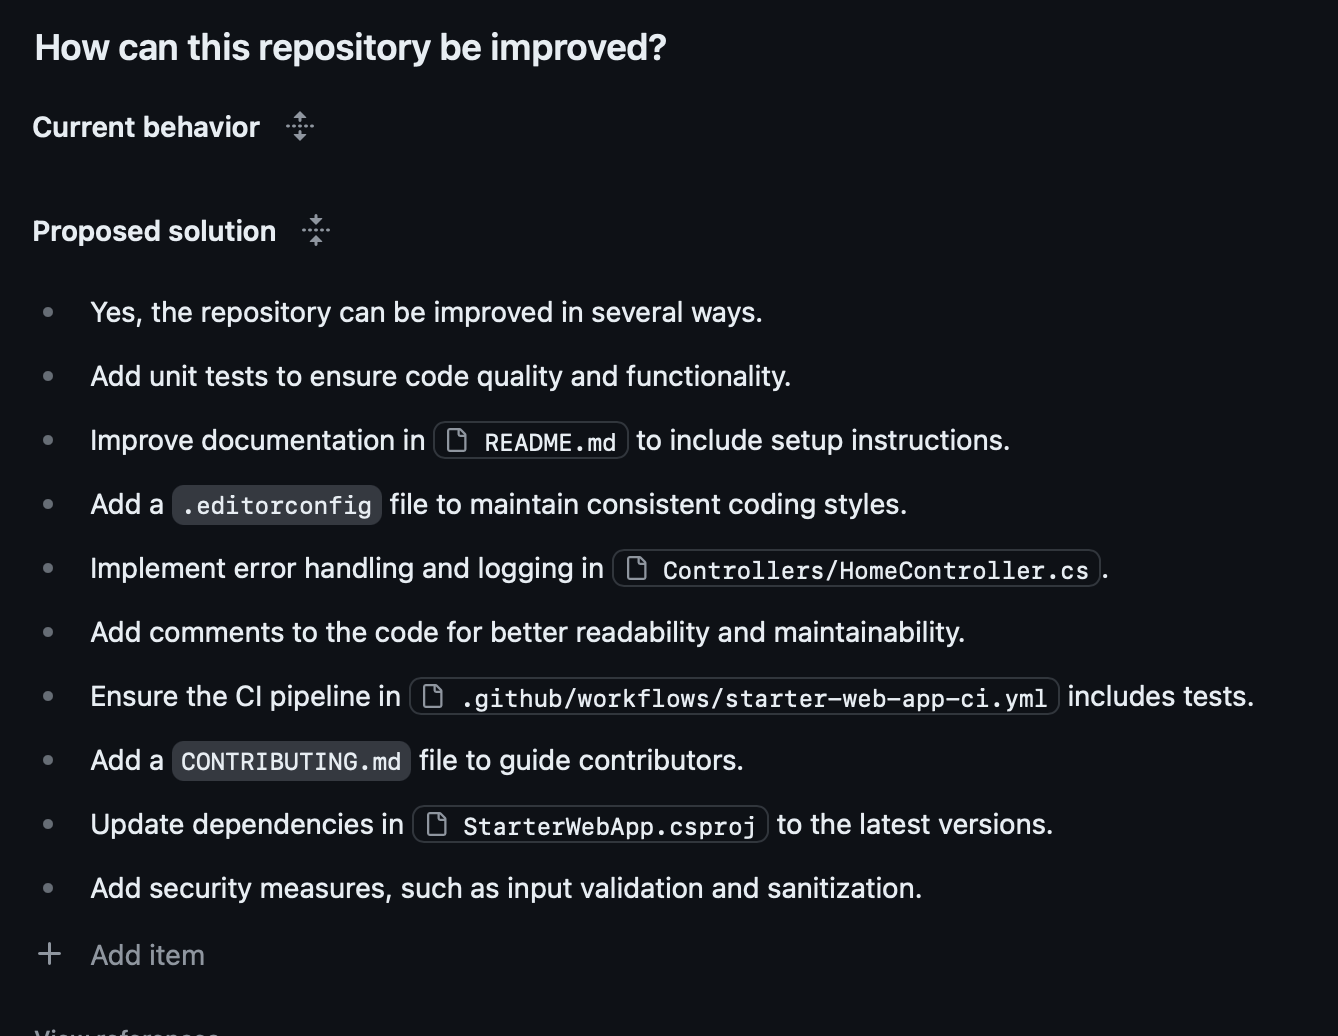 How can this repository be improved?
Current behavior
Proposed solution
Yes, the repository can be improved in several ways.
Add unit tests to ensure code quality and functionality.
Improve documentation in README.md to include setup instructions.
Add a .editorconfig file to maintain consistent coding styles.
Implement error handling and logging in Controllers/HomeController.cs.
Add comments to the code for better readability and maintainability.
Ensure the CI pipeline in .github/workflows/starter-web-app-ci.yml includes tests.
Add a CONTRIBUTING.md file to guide contributors.
Update dependencies in StarterWebApp.csproj to the latest versions.
Add security measures, such as input validation and sanitization.
Add item
View references